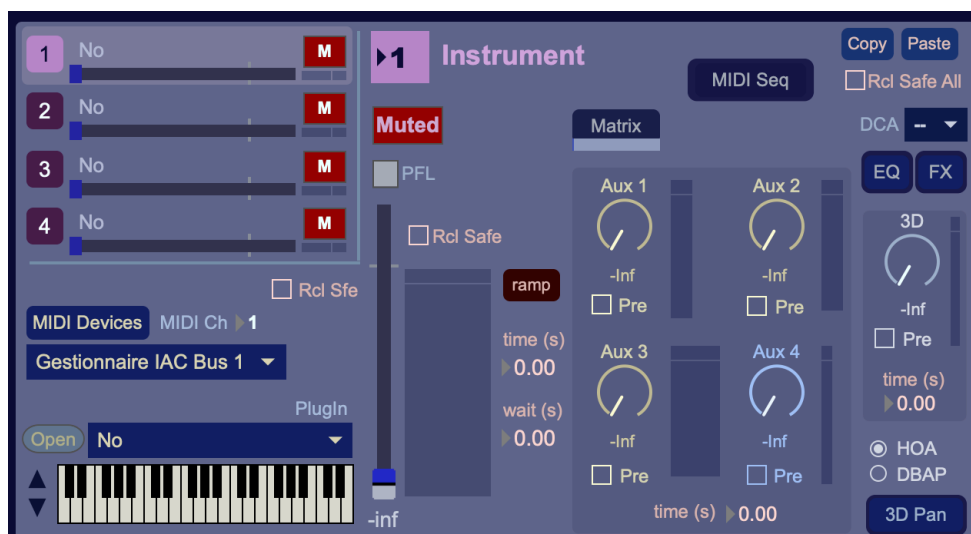 1 No M
2 No M
3 No M
4 No M
Rcl Sfe
MIDI Devices MIDI Ch 1
Gestionnaire IAC Bus 1
PlugIn
Open No
1 Instrument
Muted
PFL
Rcl Safe
ramp
time (s)
0.00
wait (s)
0.00
-inf
MIDI Seq
Matrix
Aux 1 Aux 2
-Inf -Inf
Pre Pre
Aux 3 Aux 4
-Inf -Inf
Pre Pre
time (s) 0.00
Copy Paste
Rcl Safe All
DCA --
EQ FX
3D
-Inf
Pre
time (s)
0.00
HOA
DBAP
3D Pan